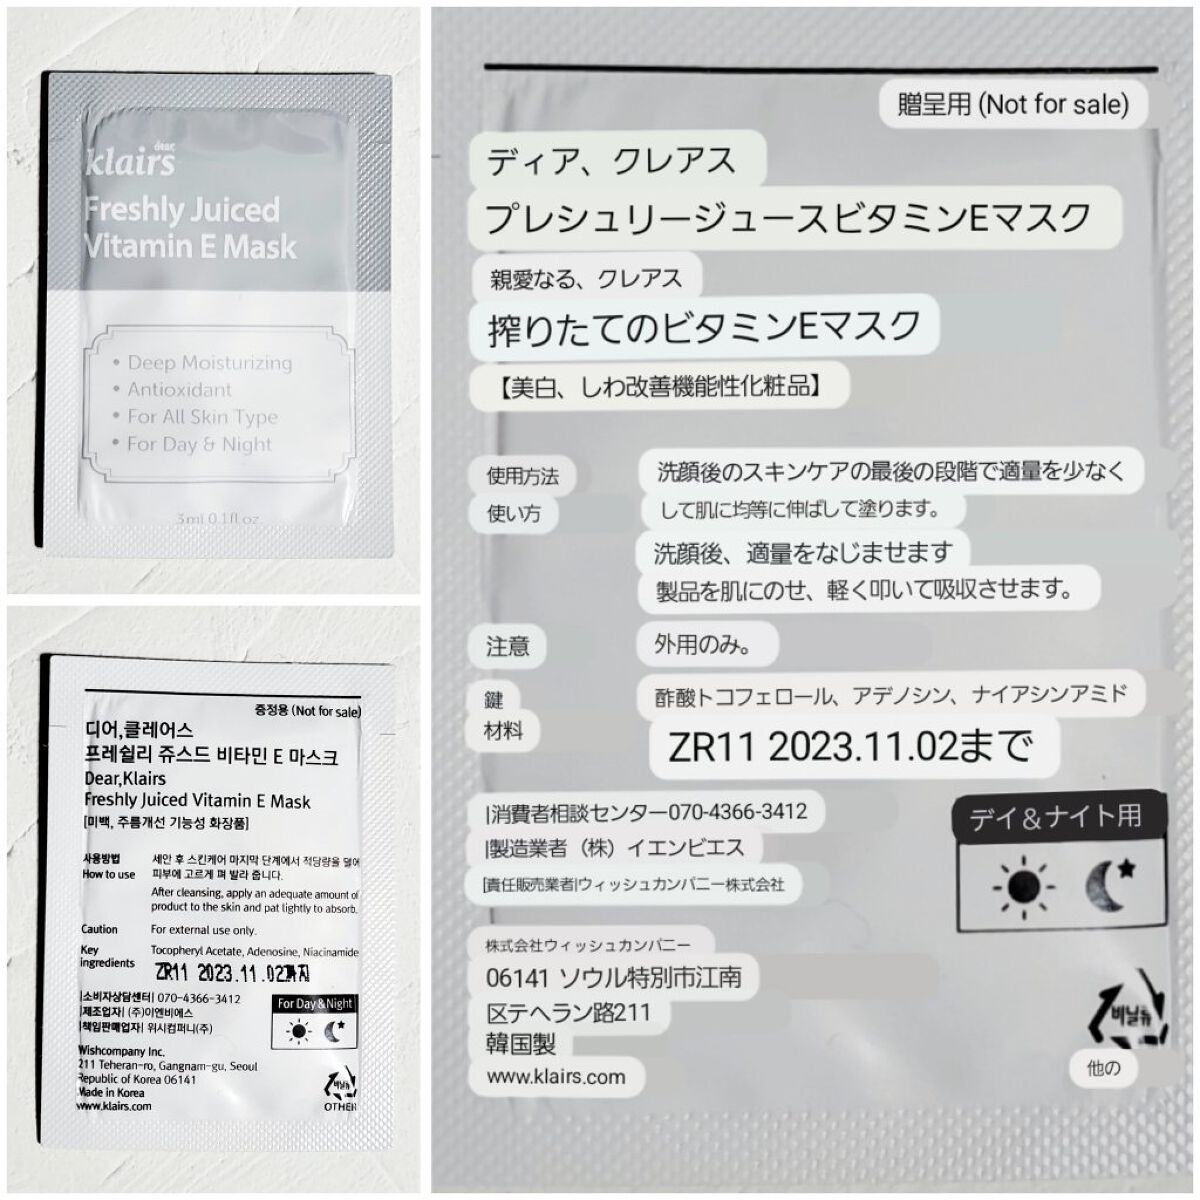 dear,
klairs
Freshly Juiced
Vitamin E Mask
• Deep Moisturizing
• Antioxidant
• For All Skin Type
• For Day & Night
3ml 0.1fl oz
증정용 (Not for sale)
디어,클레어스
프레쉴리 쥬스드 비타민 E 마스크
Dear,Klairs
Freshly Juiced Vitamin E Mask
[미백, 주름개선 기능성 화장품]
사용방법 세안 후 스킨케어 마지막 단계에서 적당량을 덜어
How to use 피부에 고르게 펴 발라 줍니다.
After cleansing, apply an adequate amount of
product to the skin and pat lightly to absorb.
Caution For external use only.
Key Tocopheryl Acetate, Adenosine, Niacinamide
ingredients
ZR11 2023.11.02까지
|소비자상담센터| 070-4366-3412
|제조업자| (주)이엔비에스
|책임판매업자| 위시컴퍼니(주)
For Day & Night
Wishcompany Inc.
211 Teheran-ro, Gangnam-gu, Seoul
Republic of Korea 06141
Made in Korea
www.klairs.com
비닐류
OTHER
贈呈用 (Not for sale)
ディア、クレアス
プレシュリージュースビタミンEマスク
親愛なる、クレアス
搾りたてのビタミンEマスク
【美白、しわ改善機能性化粧品】
使用方法 洗顔後のスキンケアの最後の段階で適量を少なく
使い方 して肌に均等に伸ばして塗ります。
洗顔後、適量をなじませます
製品を肌にのせ、軽く叩いて吸収させます。
注意 外用のみ。
鍵 酢酸トコフェロール、アデノシン、ナイアシンアミド
材料
ZR11 2023.11.02まで
|消費者相談センター070-4366-3412
|製造業者（株）イエンビエス
[責任販売業者|ウィッシュカンパニー株式会社
デイ＆ナイト用
株式会社ウィッシュカンパニー
06141 ソウル特別市江南
区テヘラン路211
韓国製
www.klairs.com
비닐류
他の